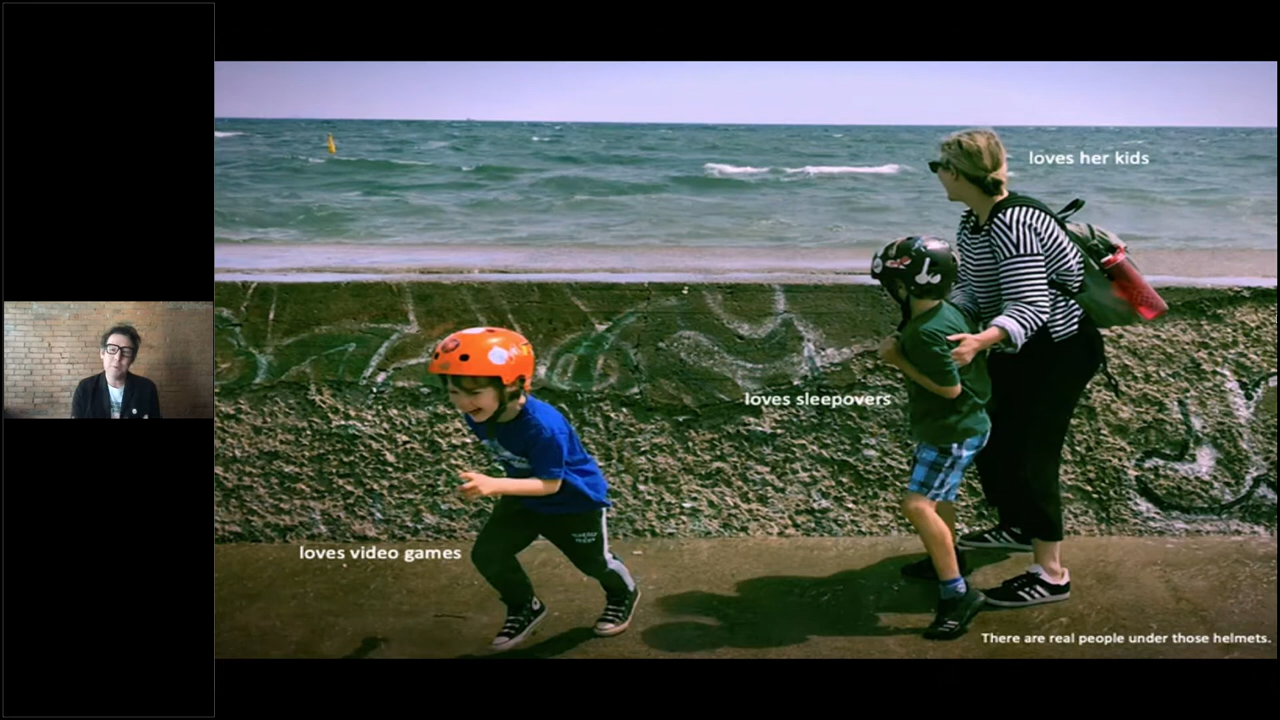 loves her kids
loves sleepovers
loves video games
There are real people under those helmets.